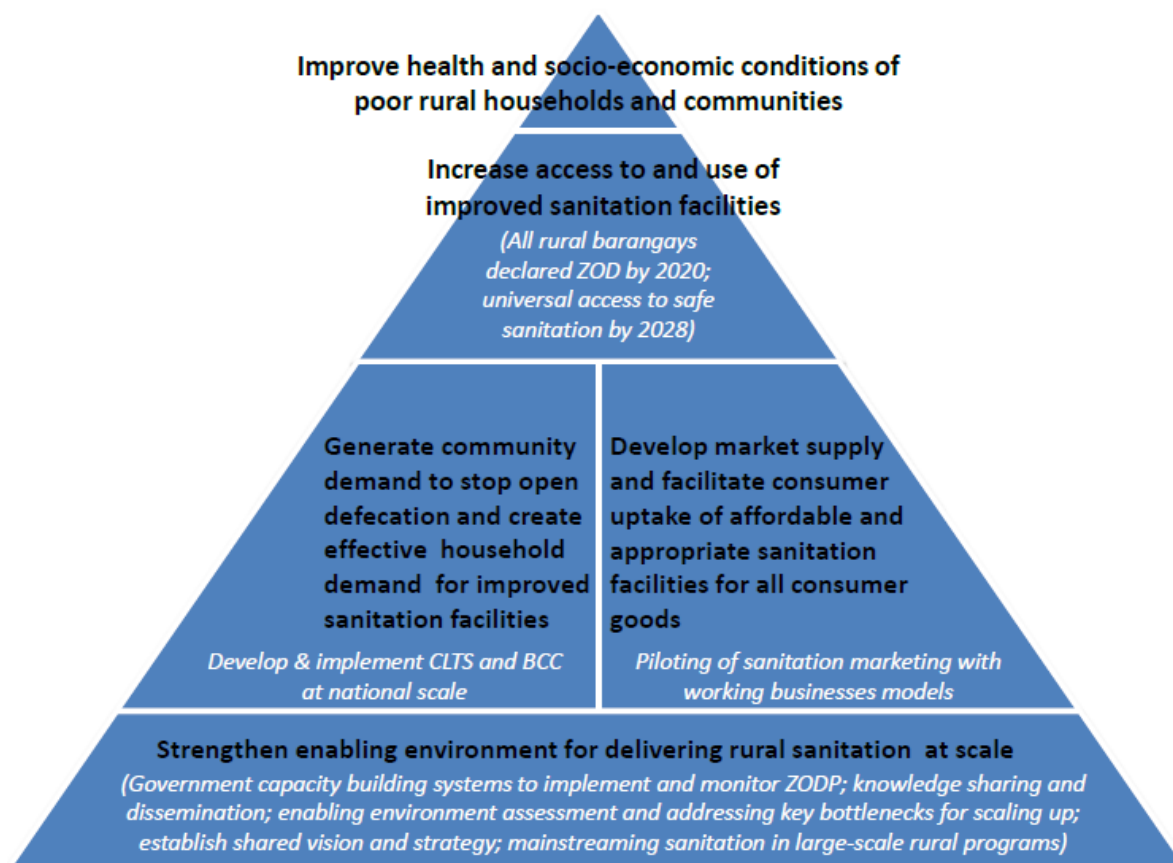 Improve health and socio-economic conditions of
poor rural households and communities
Increase access to and use of
improved sanitation facilities
(All rural barangays
declared ZOD by 2020;
universal access to safe
sanitation by 2028)
Generate community
demand to stop open
defecation and create
effective household
demand for improved
sanitation facilities
Develop & implement CLTS and BCC
at national scale
Develop market supply
and facilitate consumer
uptake of affordable and
appropriate sanitation
facilities for all consumer
goods
Piloting of sanitation marketing with
working businesses models
Strengthen enabling environment for delivering rural sanitation at scale
(Government capacity building systems to implement and monitor ZODP; knowledge sharing and
dissemination; enabling environment assessment and addressing key bottlenecks for scaling up;
establish shared vision and strategy; mainstreaming sanitation in large-scale rural programs)